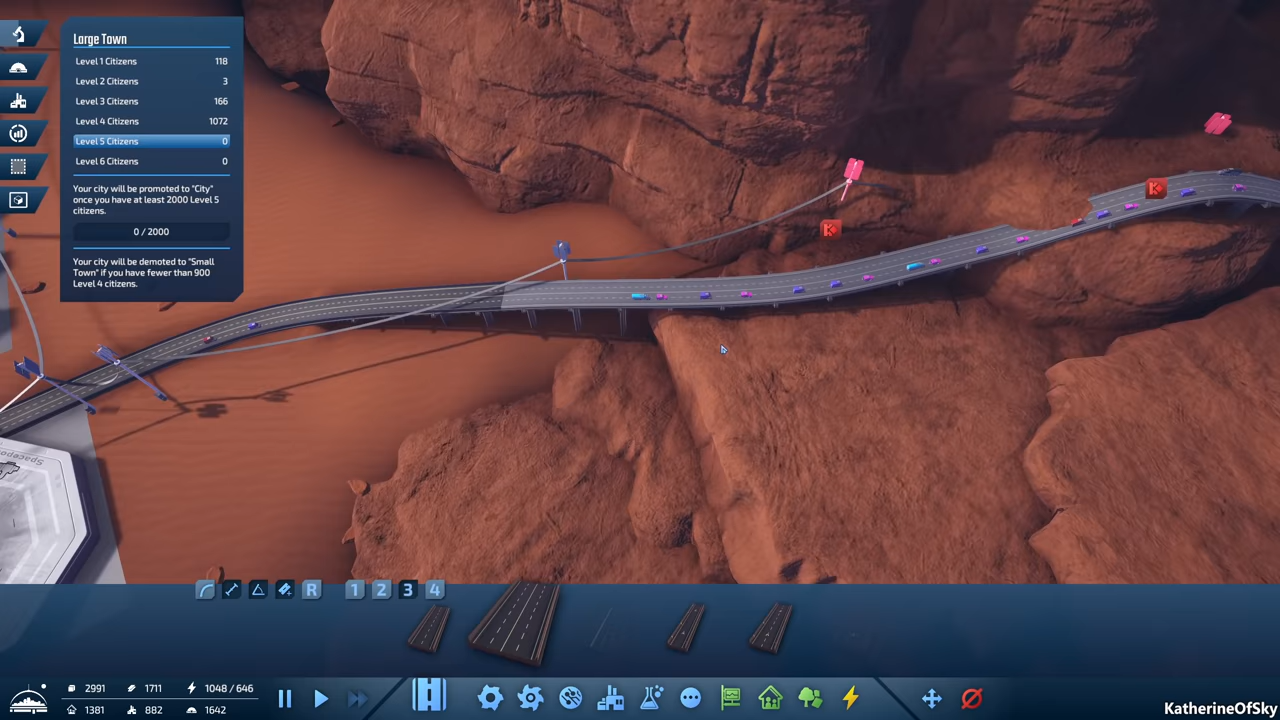 Large Town
Level 1 Citizens 118
Level 2 Citizens 3
Level 3 Citizens 166
Level 4 Citizens 1072
Level 5 Citizens 0
Level 6 Citizens 0
Your city will be promoted to "City"
once you have at least 2000 Level 5
citizens.
0 / 2000
Your city will be demoted to "Small
Town" if you have fewer than 900
Level 4 citizens.
Spaceport
R 1 2 3 4
2991 1711 1048 / 646
1381 882 1642
KatherineOfSky